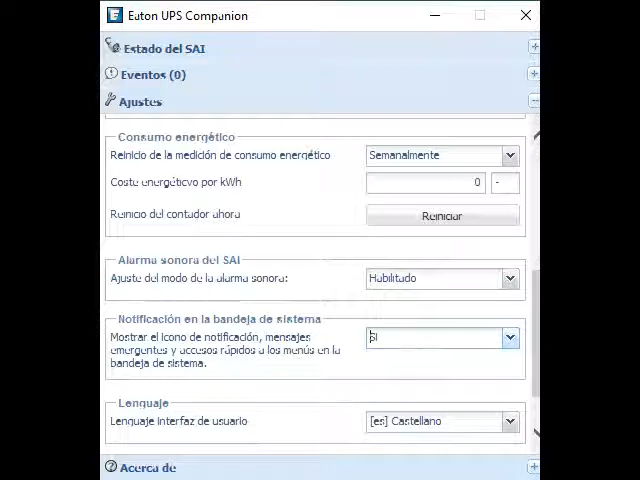 Eaton UPS Companion
Estado del SAI
Eventos (0)
Ajustes
Consumo energético
Reinicio de la medición de consumo energético
Semanalmente
Coste energéticvo por kWh
0
-
Reinicio del contador ahora
Reiniciar
Alarma sonora del SAI
Ajuste del modo de la alarma sonora:
Habilitado
Notificación en la bandeja de sistema
Mostrar el icono de notificación, mensajes
emergentes y accesos rápidos a los menús en la
bandeja de sistema.
SI
Lenguaje
Lenguaje interfaz de usuario
[es] Castellano
Acerca de